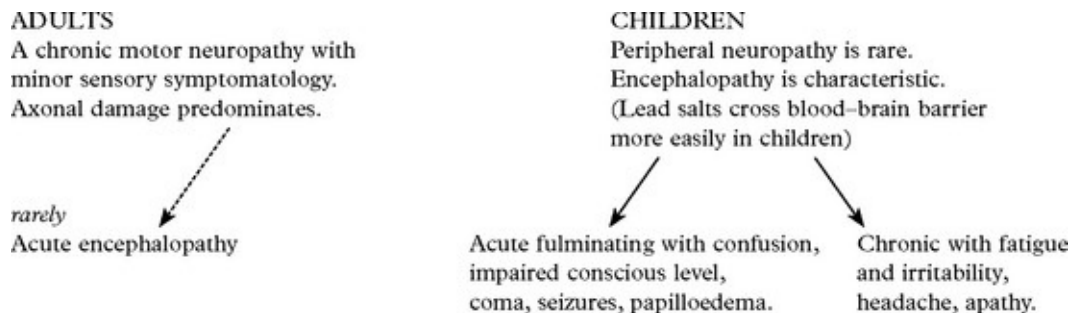 ADULTS
A chronic motor neuropathy with
minor sensory symptomatology.
Axonal damage predominates.
rarely
Acute encephalopathy
CHILDREN
Peripheral neuropathy is rare.
Encephalopathy is characteristic.
(Lead salts cross blood–brain barrier
more easily in children)
Acute fulminating with confusion,
impaired conscious level,
coma, seizures, papilloedema.
Chronic with fatigue
and irritability,
headache, apathy.